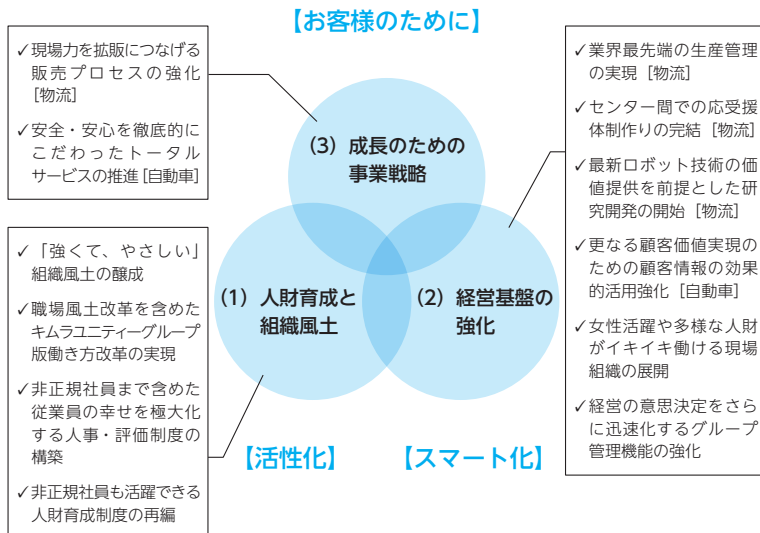 【お客様のために】
✓現場力を拡販につなげる
販売プロセスの強化
[物流]
✓安全・安心を徹底的に
こだわったトータル
サービスの推進[自動車]
(3) 成長のための
事業戦略
✓「強くて、やさしい」
組織風土の醸成
✓職場風土改革を含めた
キムラユニティーグループ
版働き方改革の実現
✓非正規社員まで含めた
従業員の幸せを極大化
する人事・評価制度の
構築
✓非正規社員も活躍できる
人財育成制度の再編
(1) 人財育成と
組織風土
(2) 経営基盤の
強化
【活性化】
【スマート化】
✓業界最先端の生産管理
の実現 [物流]
✓センター間での応受援
体制作りの完結 [物流]
✓最新ロボット技術の価
値提供を前提とした研
究開発の開始 [物流]
✓更なる顧客価値実現の
ための顧客情報の効果
的活用強化 [自動車]
✓女性活躍や多様な人財
がイキイキ働ける現場
組織の展開
✓経営の意思決定をさら
に迅速化するグループ
管理機能の強化